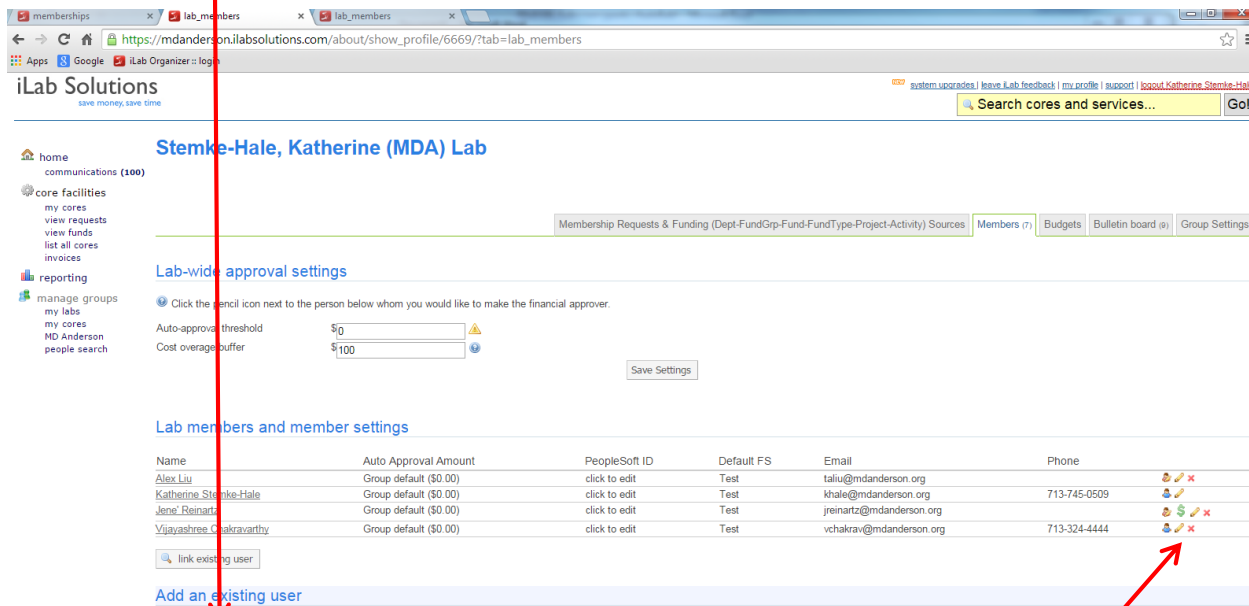 memberships
lab_members
lab_members
https://mdanderson.ilabsolutions.com/about/show_profile/6669/?tab=lab_members
Apps Google iLab Organizer :: login
iLab Solutions
save money, save time
system upgrades | leave iLab feedback | my profile | support | logout Katherine Stemke-Hal
Search cores and services... Go!
Stemke-Hale, Katherine (MDA) Lab
home
communications (100)
core facilities
my cores
view requests
view funds
list all cores
invoices
reporting
manage groups
my labs
my cores
MD Anderson
people search
Membership Requests & Funding (Dept-FundGrp-Fund-FundType-Project-Activity) Sources Members (7) Budgets Bulletin board (9) Group Settings
Lab-wide approval settings
Click the pencil icon next to the person below whom you would like to make the financial approver.
Auto-approval threshold $ 0
Cost overage buffer $ 100
Save Settings
Lab members and member settings
Name Auto Approval Amount PeopleSoft ID Default FS Email Phone
Alex Liu Group default ($0.00) click to edit Test taliu@mdanderson.org
Katherine Stemke-Hale Group default ($0.00) click to edit Test khale@mdanderson.org 713-745-0509
Jene' Reinartz Group default ($0.00) click to edit Test jreinartz@mdanderson.org $
Vijayashree Chakravarthy Group default ($0.00) click to edit Test vchakrav@mdanderson.org 713-324-4444
link existing user
Add an existing user